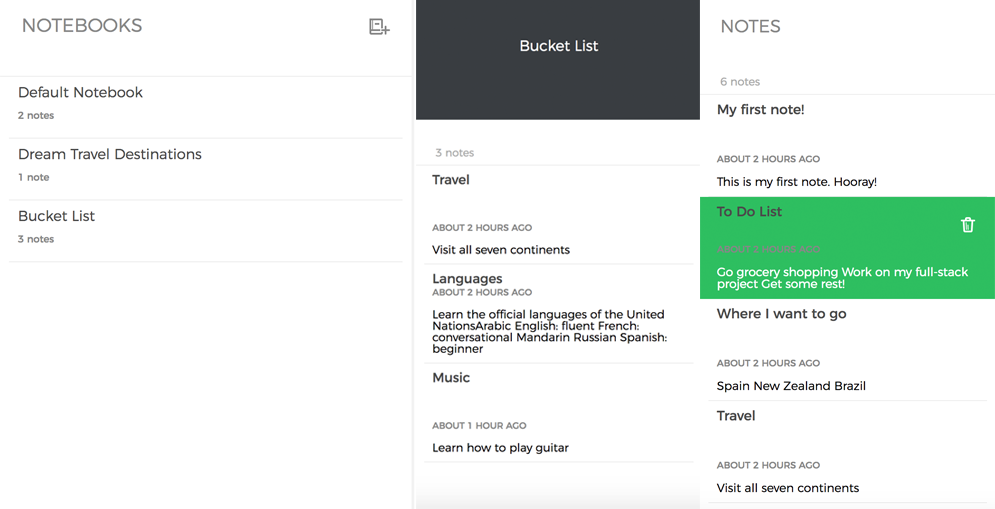 NOTEBOOKS
Default Notebook
2 notes
Dream Travel Destinations
1 note
Bucket List
3 notes
Bucket List
3 notes
Travel
ABOUT 2 HOURS AGO
Visit all seven continents
Languages
ABOUT 2 HOURS AGO
Learn the official languages of the United
NationsArabic English: fluent French:
conversational Mandarin Russian Spanish:
beginner
Music
ABOUT 1 HOUR AGO
Learn how to play guitar
NOTES
6 notes
My first note!
ABOUT 2 HOURS AGO
This is my first note. Hooray!
To Do List
ABOUT 2 HOURS AGO
Go grocery shopping Work on my full-stack
project Get some rest!
Where I want to go
ABOUT 2 HOURS AGO
Spain New Zealand Brazil
Travel
ABOUT 2 HOURS AGO
Visit all seven continents